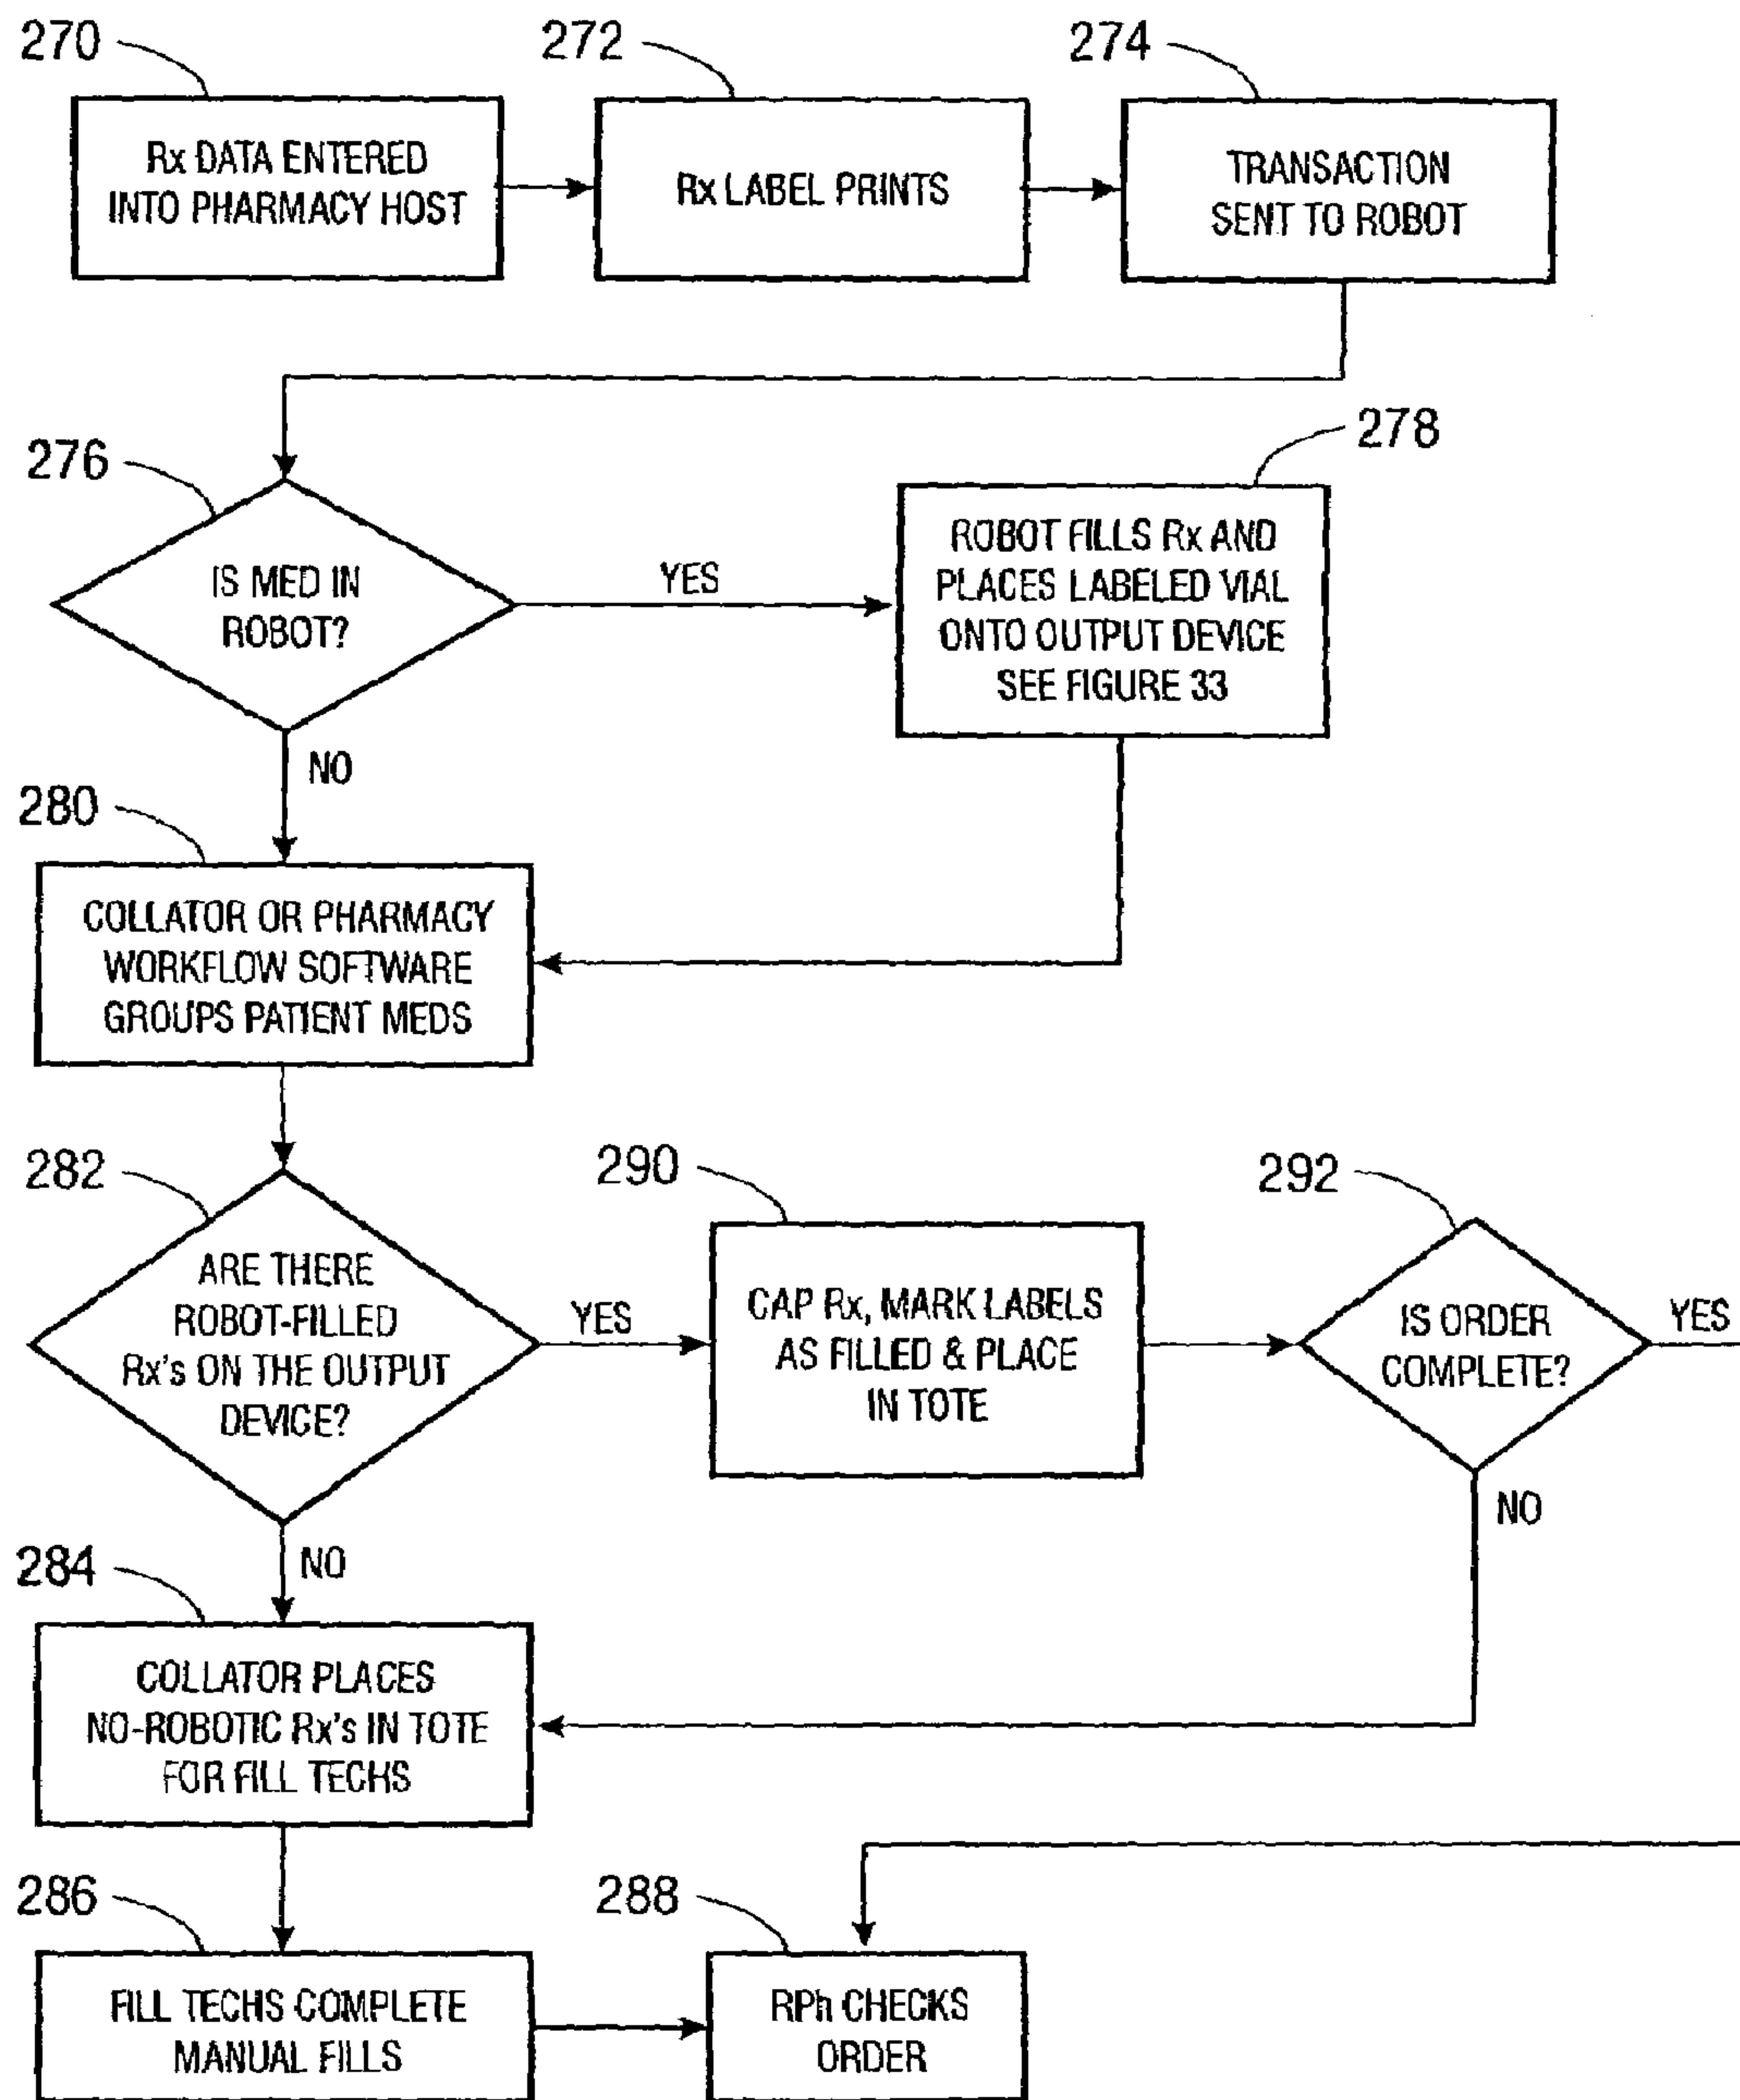 270
272
274
Rx DATA ENTERED
INTO PHARMACY HOST
Rx LABEL PRINTS
TRANSACTION
SENT TO ROBOT
276
278
IS MED IN
ROBOT?
YES
ROBOT FILLS Rx AND
PLACES LABELED VIAL
ONTO OUTPUT DEVICE
SEE FIGURE 33
NO
280
COLLATOR OR PHARMACY
WORKFLOW SOFTWARE
GROUPS PATIENT MEDS
282
290
292
ARE THERE
ROBOT-FILLED
Rx's ON THE OUTPUT
DEVICE?
YES
CAP Rx, MARK LABELS
AS FILLED & PLACE
IN TOTE
IS ORDER
COMPLETE?
YES
NO
NO
284
COLLATOR PLACES
NO-ROBOTIC Rx's IN TOTE
FOR FILL TECHS
286
288
FILL TECHS COMPLETE
MANUAL FILLS
RPh CHECKS
ORDER